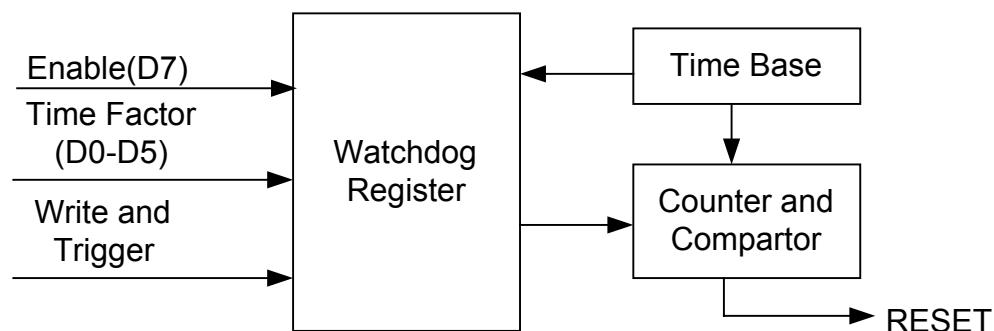 Enable(D7)
Time Factor
(D0-D5)
Write and
Trigger
Watchdog
Register
Time Base
Counter and
Compartor
RESET